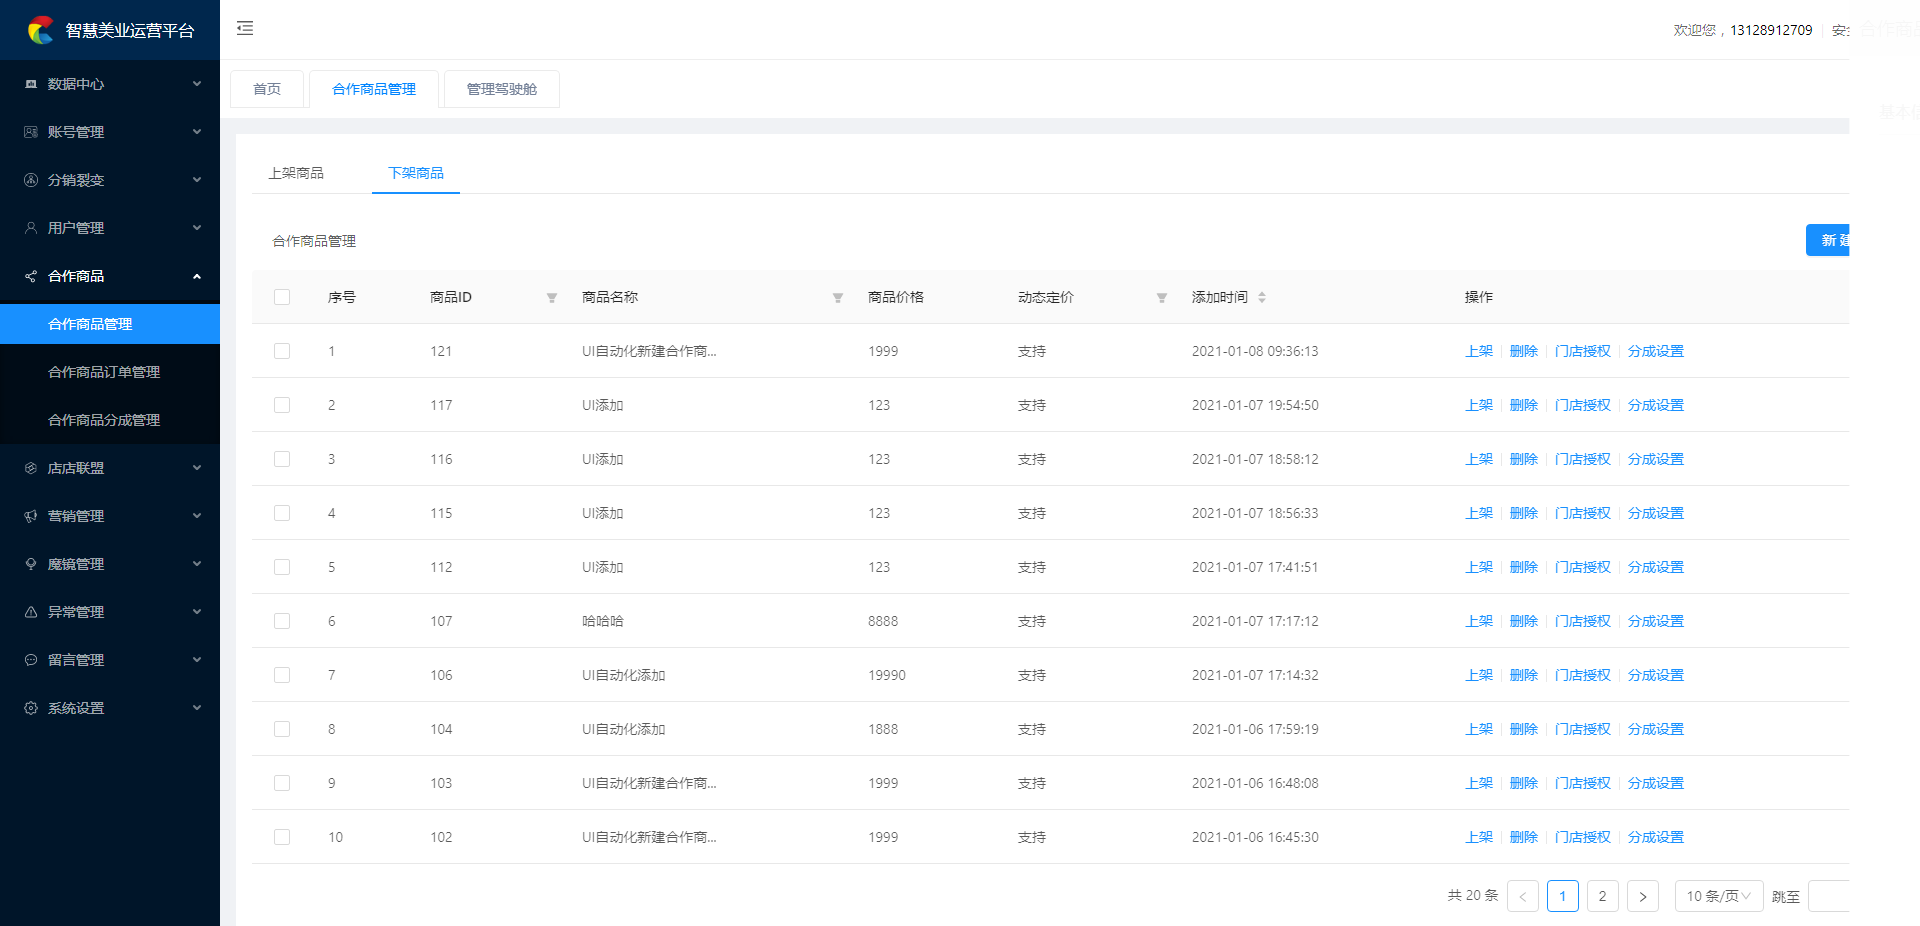 智慧美业运营平台
欢迎您，13128912709
数据中心
账号管理
分销裂变
用户管理
合作商品
合作商品管理
合作商品订单管理
合作商品分成管理
店店联盟
营销管理
魔镜管理
异常管理
留言管理
系统设置
首页 合作商品管理 管理驾驶舱
上架商品 下架商品
合作商品管理
新建
序号 商品ID 商品名称 商品价格 动态定价 添加时间 操作
1 121 UI自动化新建合作商... 1999 支持 2021-01-08 09:36:13 上架 删除 门店授权 分成设置
2 117 UI添加 123 支持 2021-01-07 19:54:50 上架 删除 门店授权 分成设置
3 116 UI添加 123 支持 2021-01-07 18:58:12 上架 删除 门店授权 分成设置
4 115 UI添加 123 支持 2021-01-07 18:56:33 上架 删除 门店授权 分成设置
5 112 UI添加 123 支持 2021-01-07 17:41:51 上架 删除 门店授权 分成设置
6 107 哈哈哈 8888 支持 2021-01-07 17:17:12 上架 删除 门店授权 分成设置
7 106 UI自动化添加 19990 支持 2021-01-07 17:14:32 上架 删除 门店授权 分成设置
8 104 UI自动化添加 1888 支持 2021-01-06 17:59:19 上架 删除 门店授权 分成设置
9 103 UI自动化新建合作商... 1999 支持 2021-01-06 16:48:08 上架 删除 门店授权 分成设置
10 102 UI自动化新建合作商... 1999 支持 2021-01-06 16:45:30 上架 删除 门店授权 分成设置
共 20 条 < 1 2 > 10 条/页 跳至